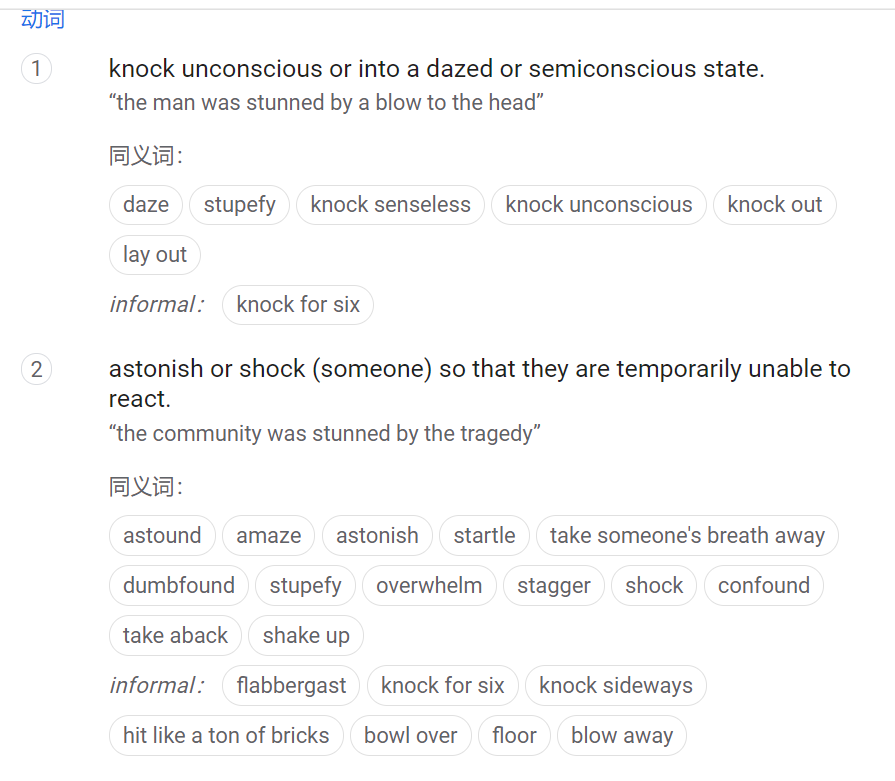 动词
1
knock unconscious or into a dazed or semiconscious state.
“the man was stunned by a blow to the head”
同义词：
daze stupefy knock senseless knock unconscious knock out
lay out
informal： knock for six
2
astonish or shock (someone) so that they are temporarily unable to
react.
“the community was stunned by the tragedy”
同义词：
astound amaze astonish startle take someone's breath away
dumbfound stupefy overwhelm stagger shock confound
take aback shake up
informal： flabbergast knock for six knock sideways
hit like a ton of bricks bowl over floor blow away